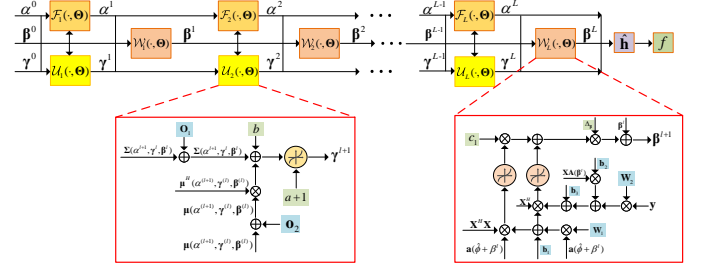 α⁰ ℱ₁(·,Θ) α¹ ℱ₂(·,Θ) α² α^{L-1} ℱ_L(·,Θ) α^L
β⁰ 𝒲₁(·,Θ) β¹ 𝒲₂(·,Θ) β² β^{L-1} 𝒲_L(·,Θ) β^L ĥ f
γ⁰ 𝒰₁(·,Θ) γ¹ 𝒰₂(·,Θ) γ² γ^{L-1} 𝒰_L(·,Θ) γ^L
O₁ b
Σ(α^{l+1},γ^l,β^l) Σ(α^{l+1},γ^l,β^l) γ^{l+1}
μ^H(α^{(l+1)},γ^{(l)},β^{(l)}) a+1
μ(α^{(l+1)},γ^{(l)},β^{(l)})
o₂
μ(α^{(l+1)},γ^{(l)},β^{(l)})
β^l
c₁ β^{l+1}
b₂
XA(β^l) W₂
b₃
X^H y
X^H X W₁
a(φ̂+β^l) b₁ a(φ̂+β^l)